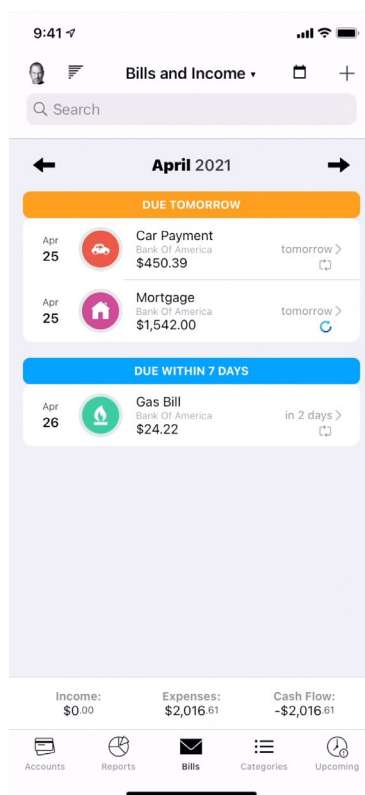 9:41
Bills and Income
Search
April 2021
DUE TOMORROW
Apr
25
Car Payment
Bank Of America
$450.39
tomorrow
Apr
25
Mortgage
Bank Of America
$1,542.00
tomorrow
DUE WITHIN 7 DAYS
Apr
26
Gas Bill
Bank Of America
$24.22
in 2 days
Income: Expenses: Cash Flow:
$0.00 $2,016.61 -$2,016.61
Accounts Reports Bills Categories Upcoming